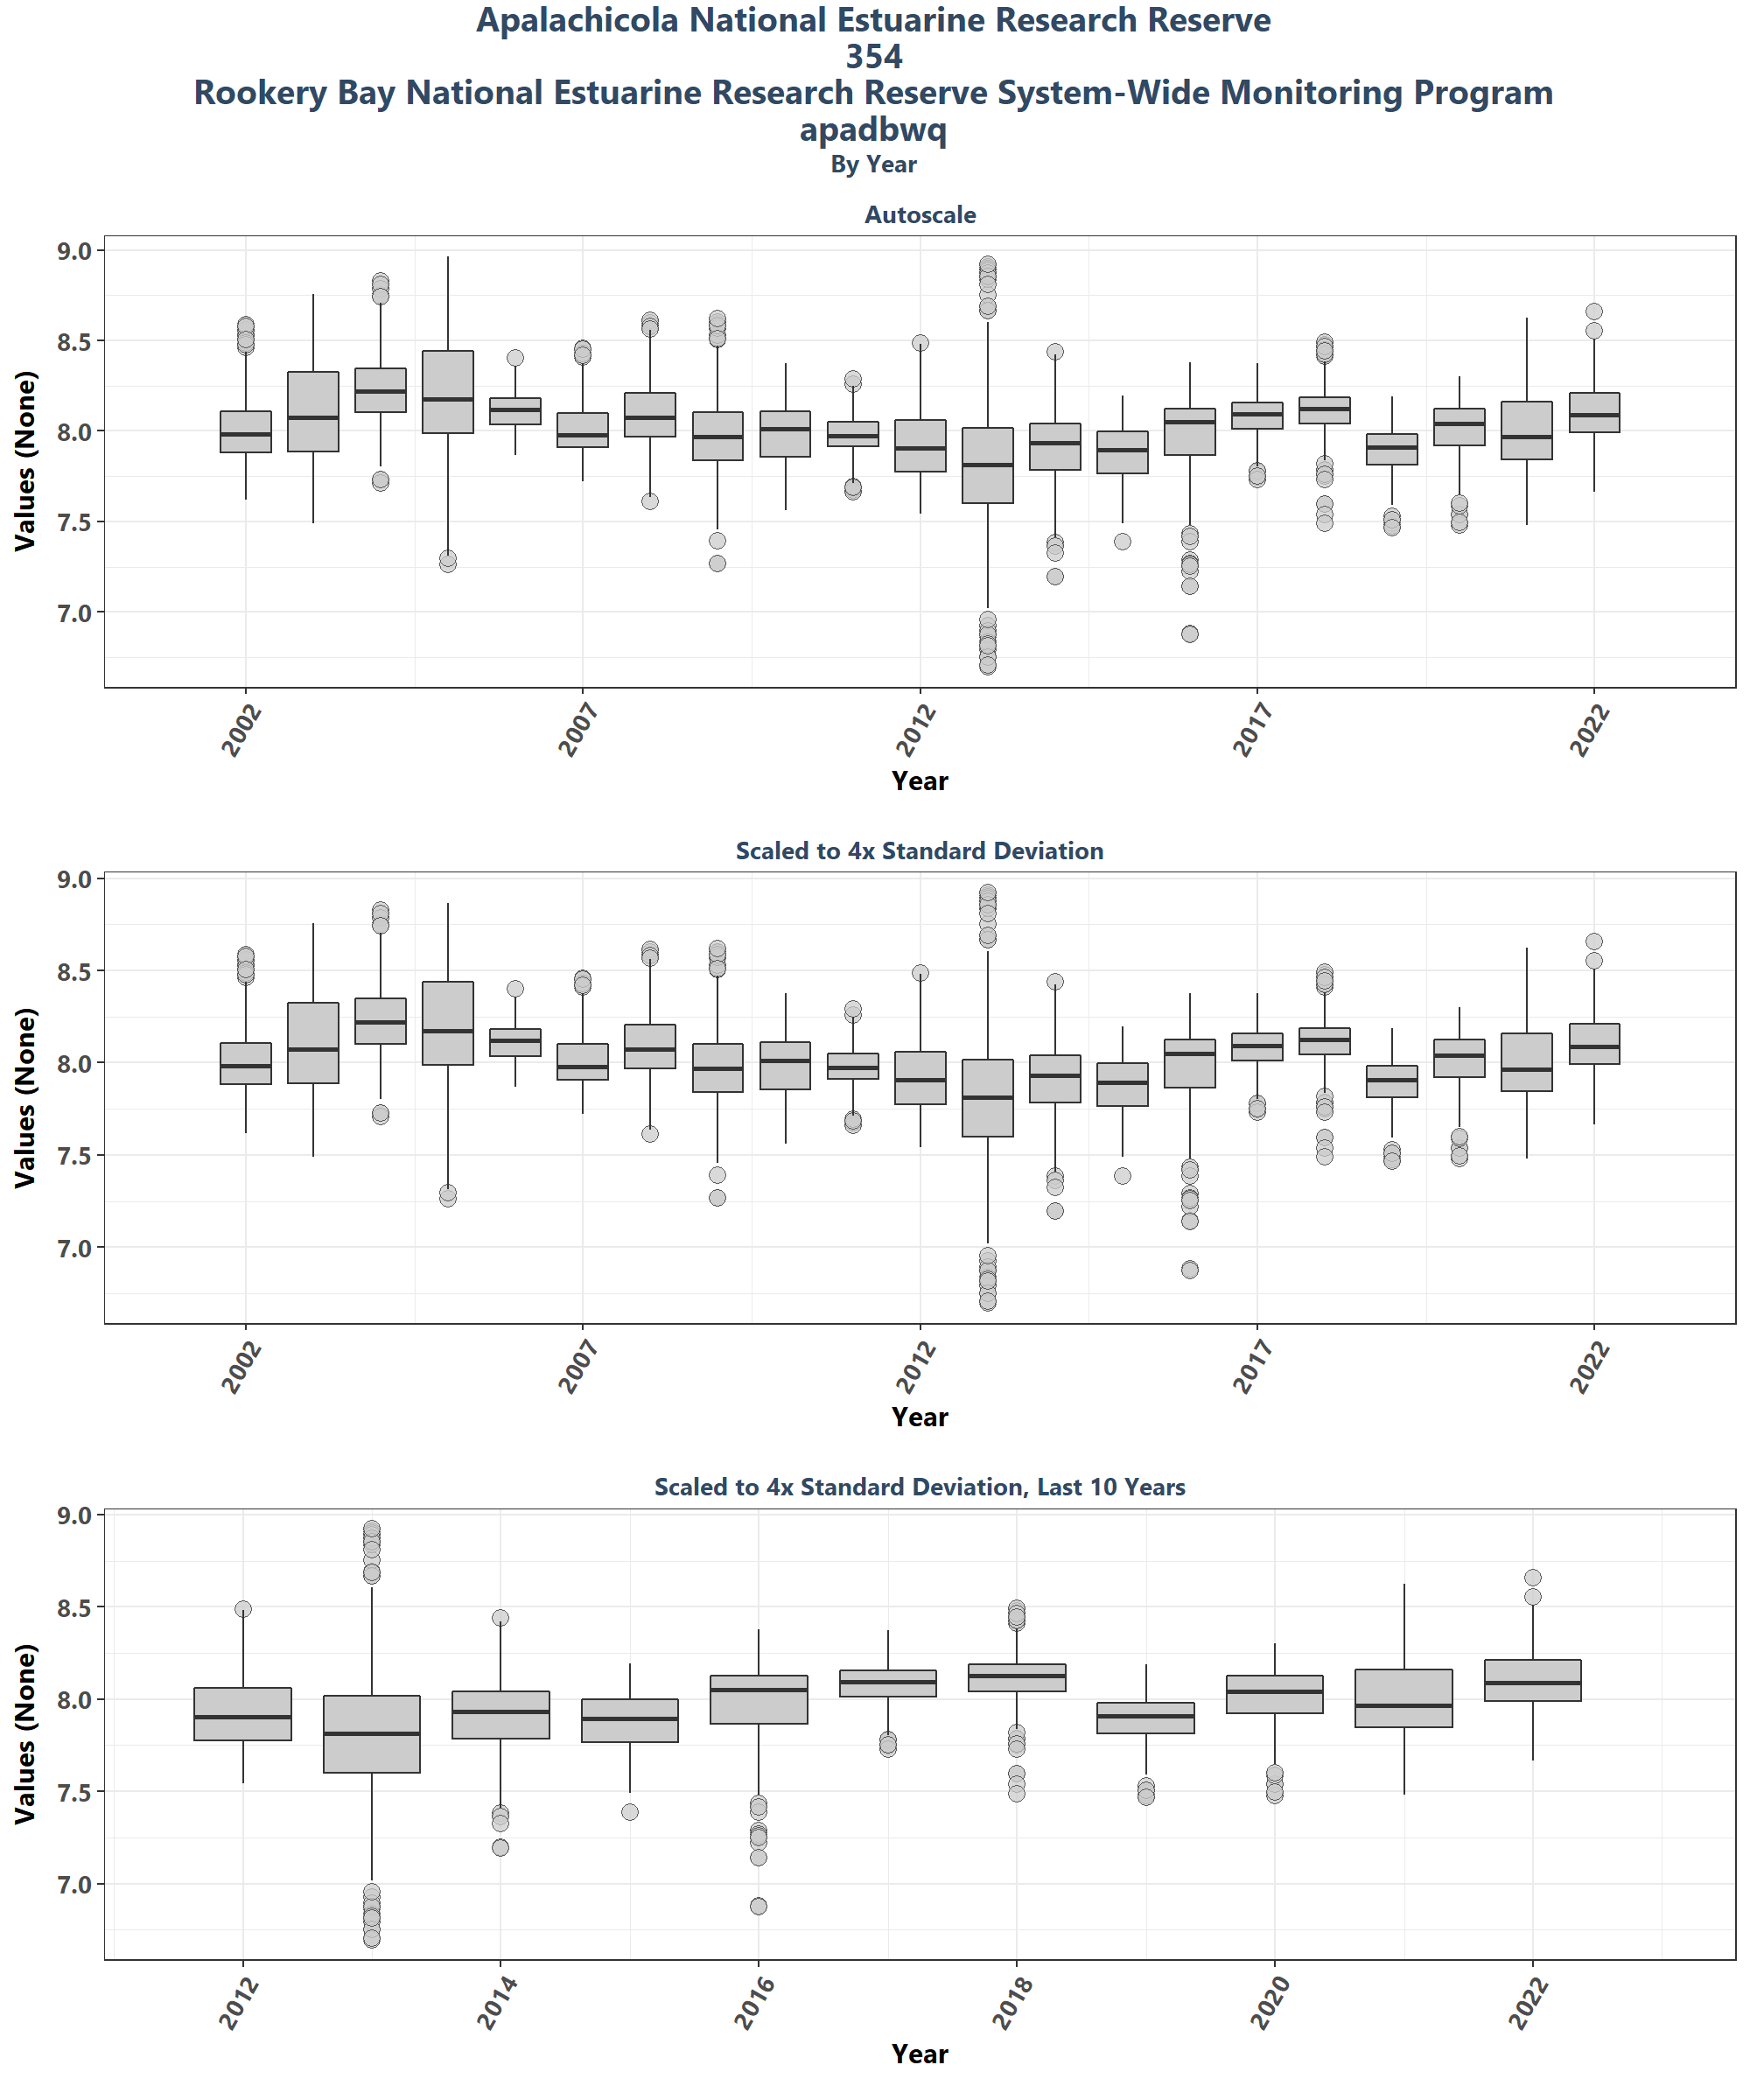 Apalachicola National Estuarine Research Reserve
354
Rookery Bay National Estuarine Research Reserve System-Wide Monitoring Program
apadbwq
By Year
Autoscale
Values (None)
9.0
8.5
8.0
7.5
7.0
2002
2007
2012
2017
2022
Year
Scaled to 4x Standard Deviation
Values (None)
9.0
8.5
8.0
7.5
7.0
2002
2007
2012
2017
2022
Year
Scaled to 4x Standard Deviation, Last 10 Years
Values (None)
9.0
8.5
8.0
7.5
7.0
2012
2014
2016
2018
2020
2022
Year